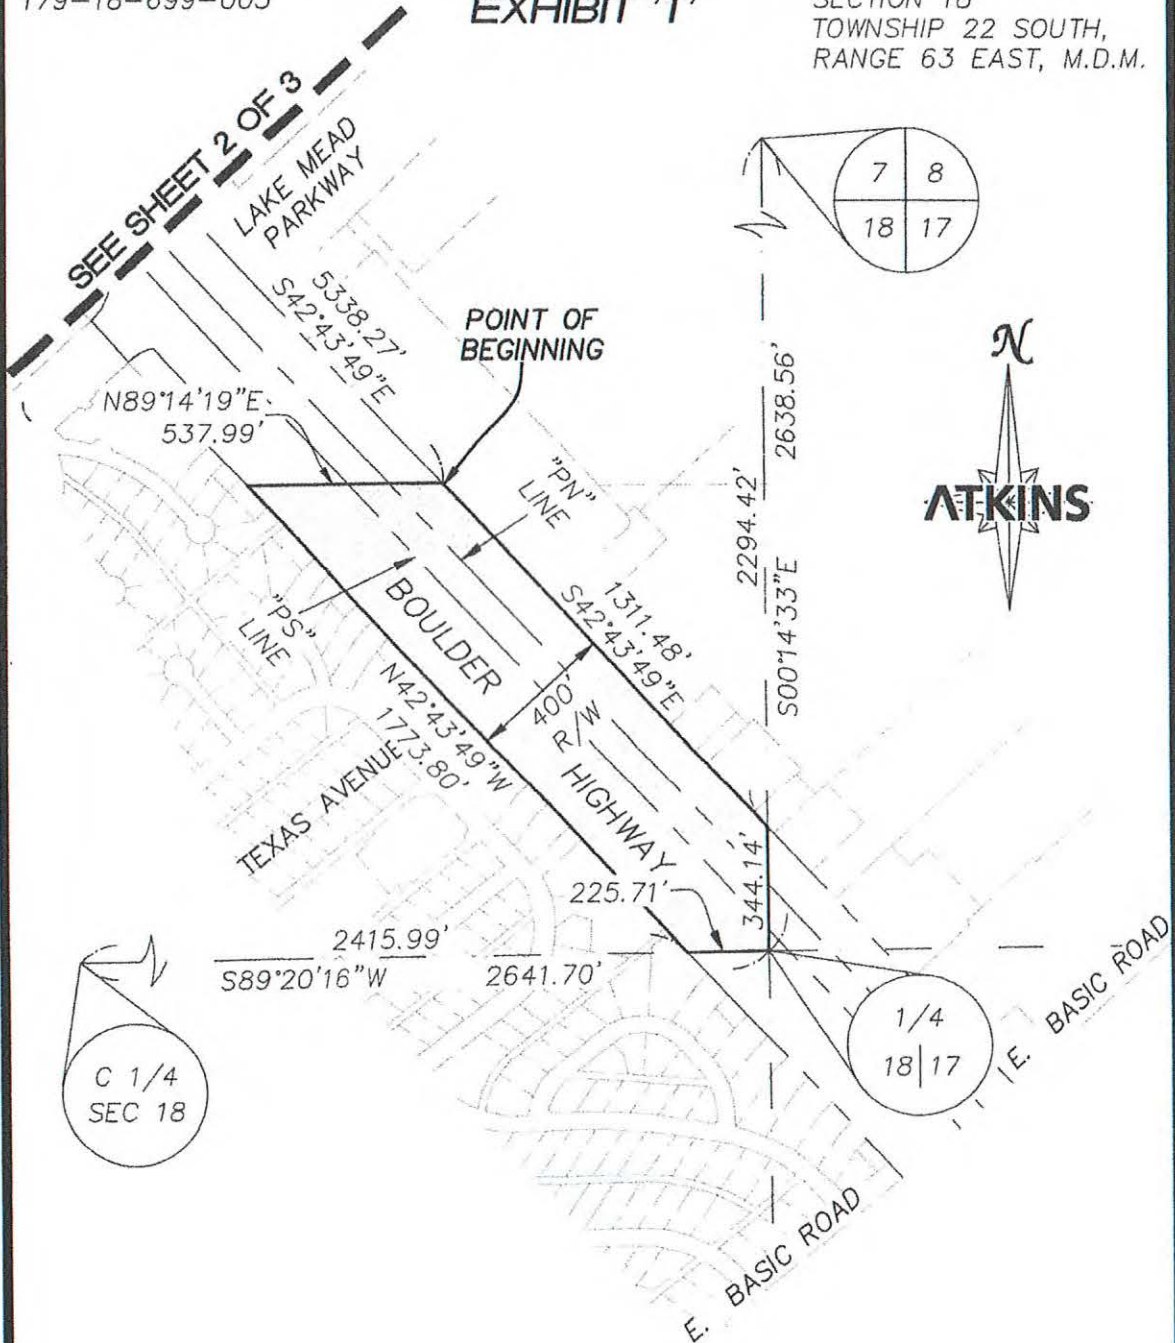 179-18-699-005
EXHIBIT '1'
SECTION 18
TOWNSHIP 22 SOUTH,
RANGE 63 EAST, M.D.M.
SEE SHEET 2 OF 3
LAKE MEAD
PARKWAY
7 8
18 17
5338.27'
S42°43'49"E
POINT OF
BEGINNING
N
N89°14'19"E
537.99'
2638.56'
2294.42'
S00°14'33"E
"PN"
LINE
ATKINS
"PS"
LINE
BOULDER
1311.48'
S42°43'49"E
400'
R/W
N42°43'49"W
1773.80'
HIGHWAY
TEXAS AVENUE
225.71'
344.14'
2415.99'
S89°20'16"W 2641.70'
C 1/4
SEC 18
1/4
18|17
E. BASIC ROAD
E. BASIC ROAD